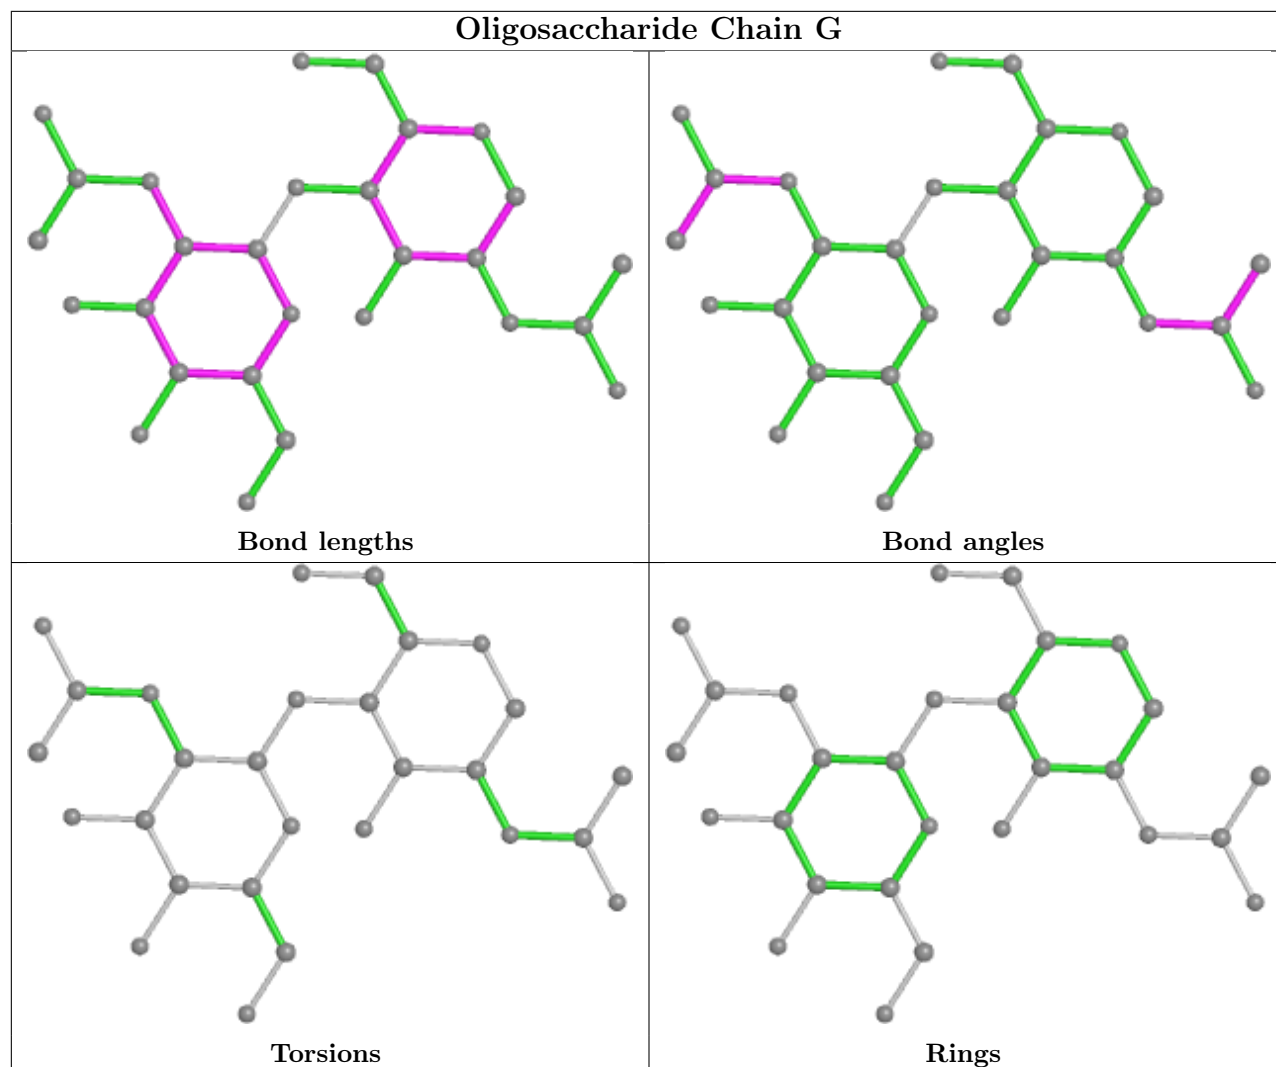 Oligosaccharide Chain G
Bond lengths
Bond angles
Torsions
Rings